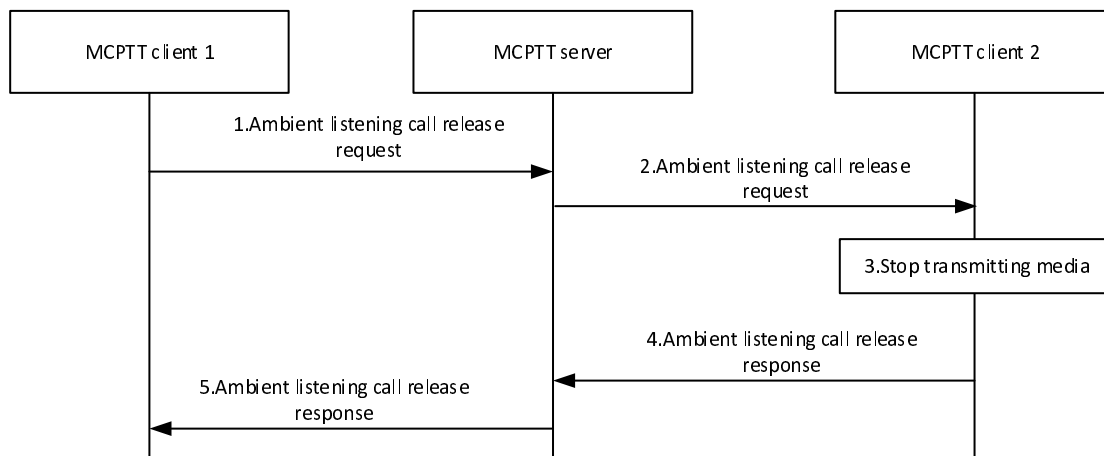 MCPTT client 1
MCPTT server
MCPTT client 2
1.Ambient listening call release
request
2.Ambient listening call release
request
3.Stop transmitting media
4.Ambient listening call release
response
5.Ambient listening call release
response